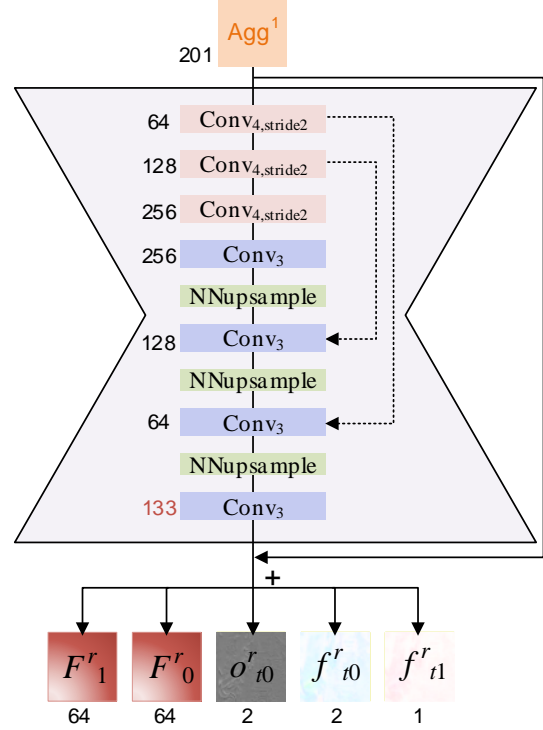 Agg¹
201
64 Conv₄,stride2
128 Conv₄,stride2
256 Conv₄,stride2
256 Conv₃
NNupsample
128 Conv₃
NNupsample
64 Conv₃
NNupsample
133 Conv₃
+
Fʳ₁ Fʳ₀ oʳₜ₀ fʳₜ₀ fʳₜ₁
64 64 2 2 1